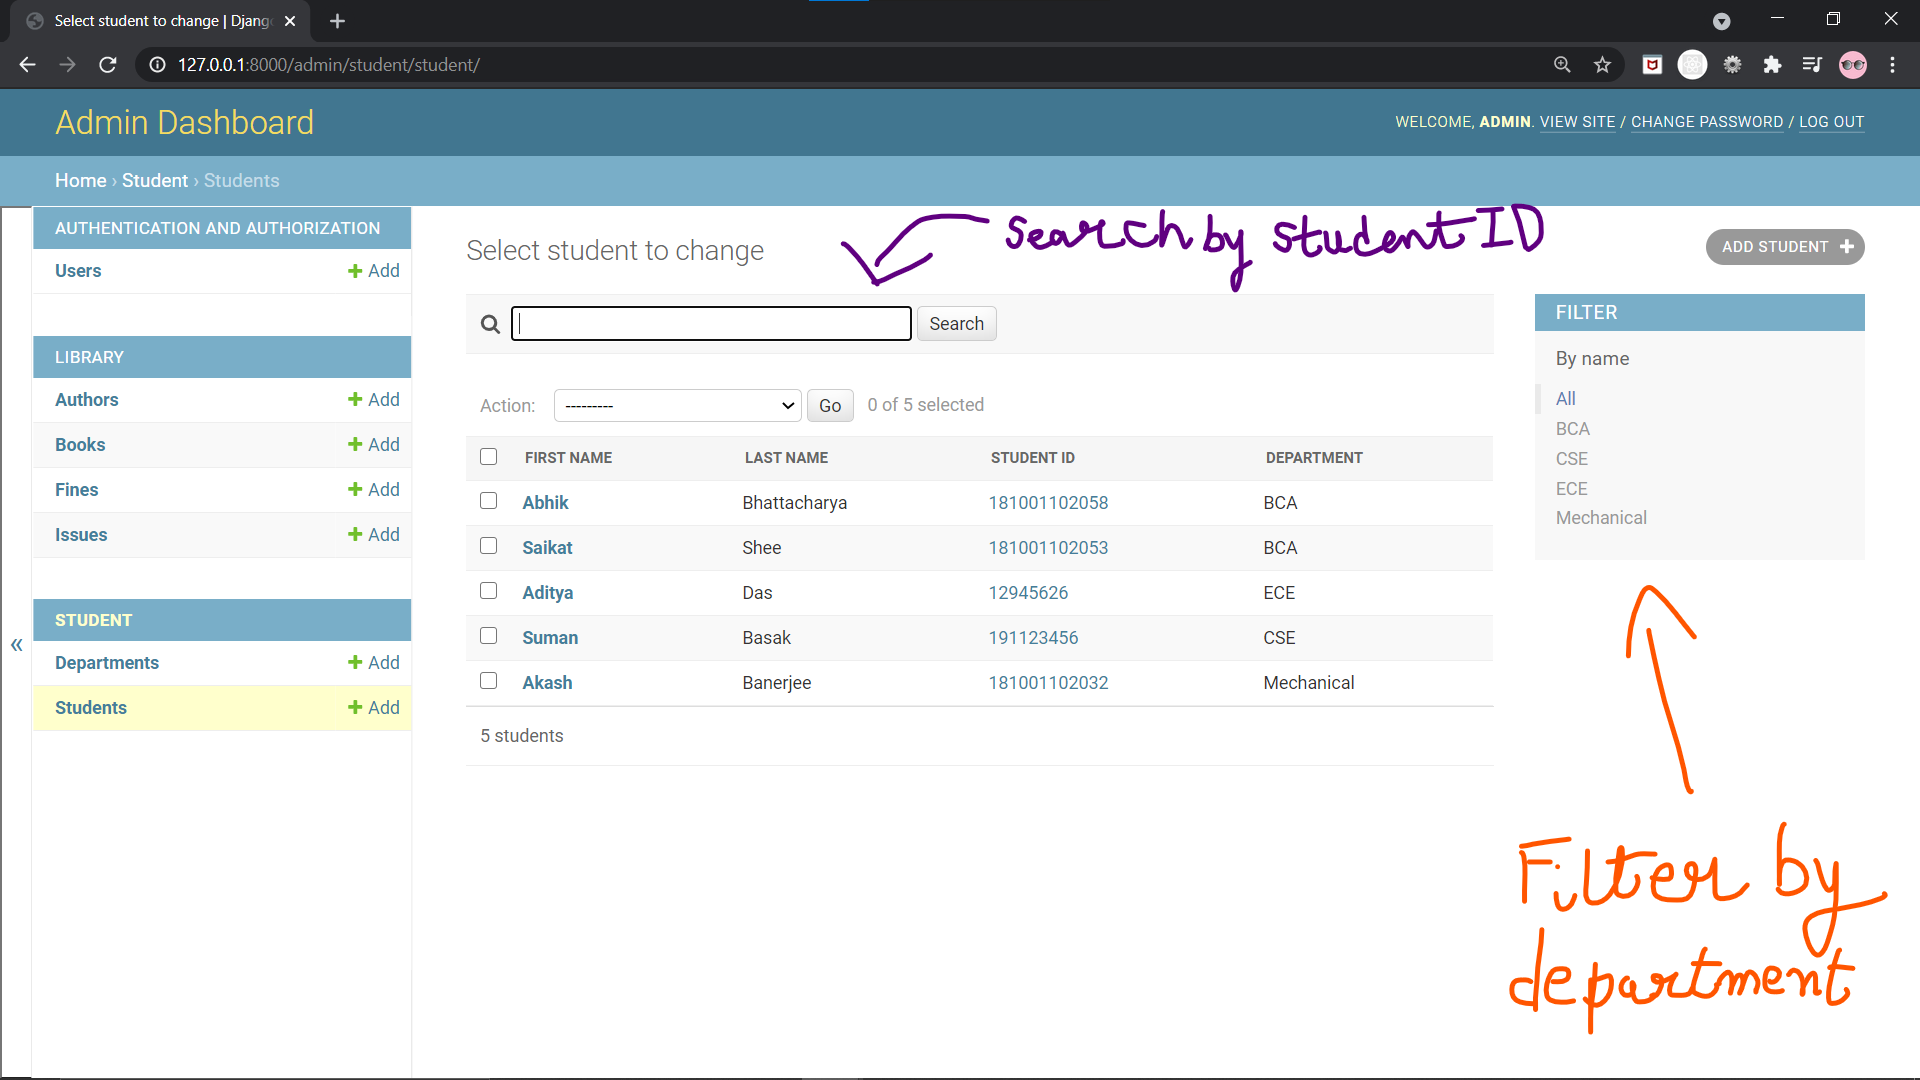 Select student to change | Djang
127.0.0.1:8000/admin/student/student/
Admin Dashboard
WELCOME, ADMIN. VIEW SITE / CHANGE PASSWORD / LOG OUT
Home › Student › Students
AUTHENTICATION AND AUTHORIZATION
Users + Add
LIBRARY
Authors + Add
Books + Add
Fines + Add
Issues + Add
STUDENT
Departments + Add
Students + Add
«
Select student to change
Search by student ID
ADD STUDENT +
Search
Action: --------- Go 0 of 5 selected
FIRST NAME LAST NAME STUDENT ID DEPARTMENT
Abhik Bhattacharya 181001102058 BCA
Saikat Shee 181001102053 BCA
Aditya Das 12945626 ECE
Suman Basak 191123456 CSE
Akash Banerjee 181001102032 Mechanical
5 students
FILTER
By name
All
BCA
CSE
ECE
Mechanical
Filter by
department